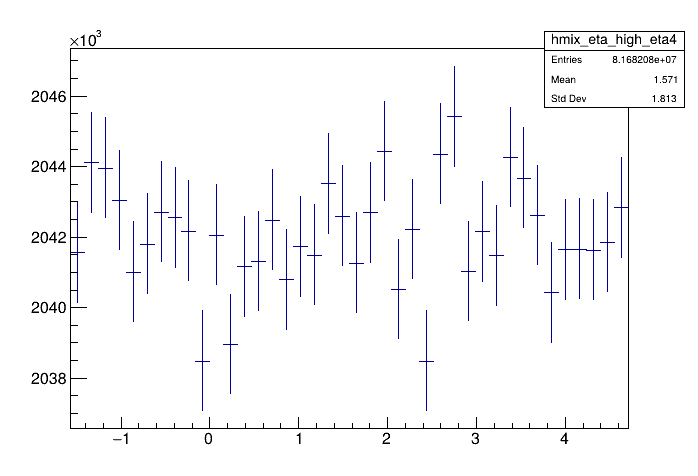 ×10³
hmix_eta_high_eta4
Entries 8.168208e+07
Mean 1.571
Std Dev 1.813
2046
2044
2042
2040
2038
−1 0 1 2 3 4